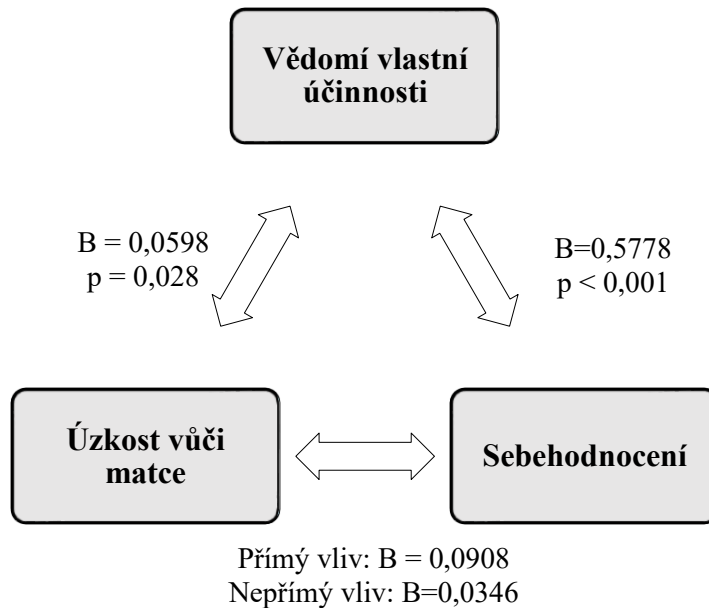 Vědomí vlastní
účinnosti
B = 0,0598
p = 0,028
B=0,5778
p < 0,001
Úzkost vůči
matce
Sebehodnocení
Přímý vliv: B = 0,0908
Nepřímý vliv: B=0,0346